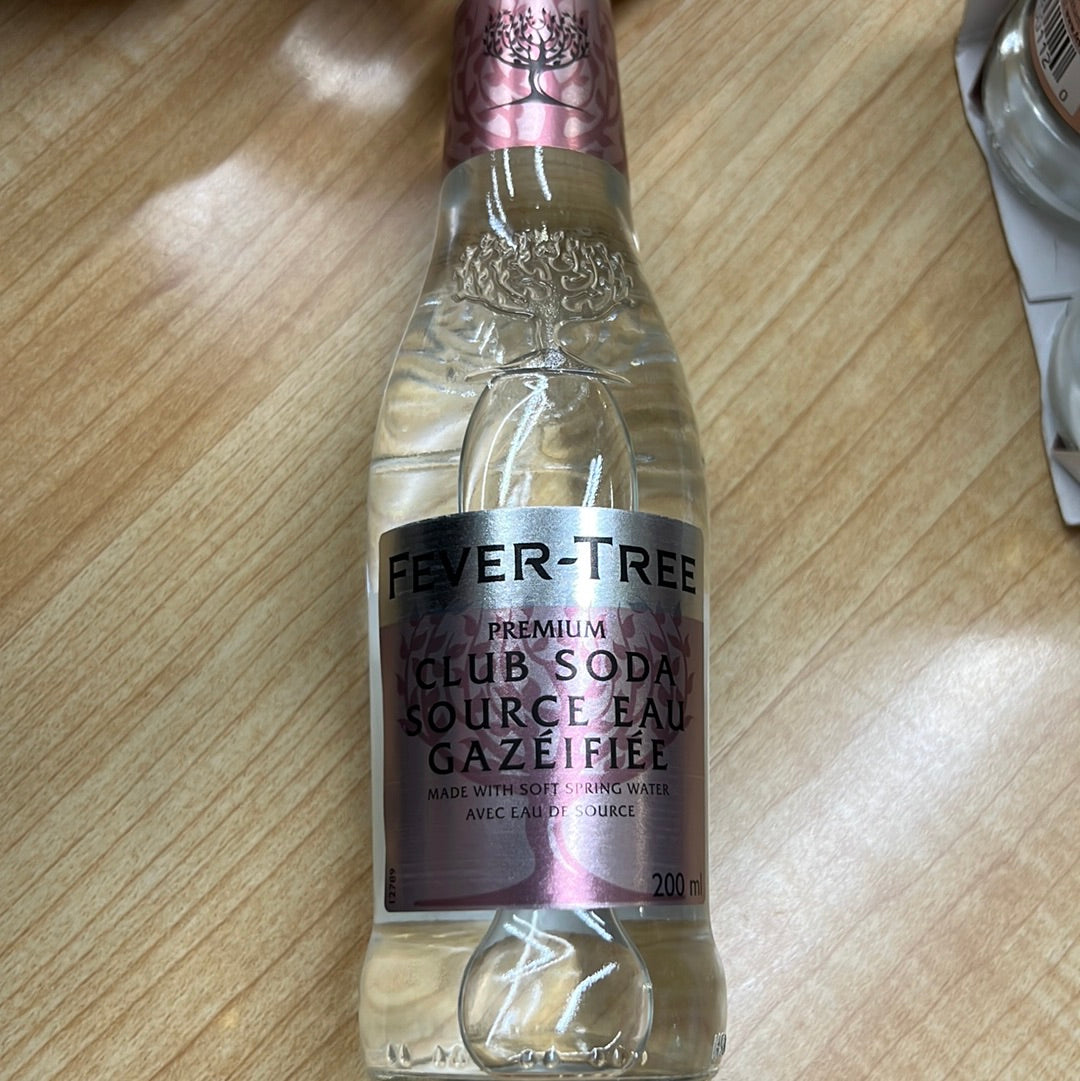 FEVER-TREE
PREMIUM
CLUB SODA
SOURCE EAU
GAZÉIFIÉE
MADE WITH SOFT SPRING WATER
AVEC EAU DE SOURCE
200 ml
12789